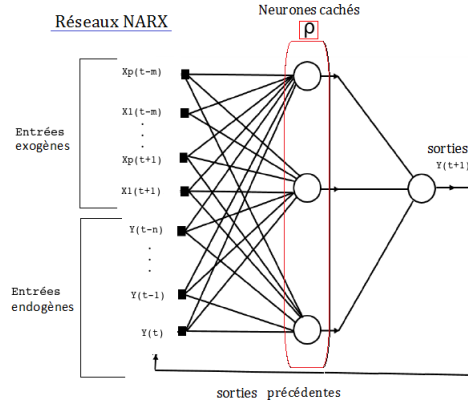 Réseaux NARX
Neurones cachés
ρ
Xp(t-m)
X1(t-m)
Entrées
exogènes
Xp(t+1)
X1(t+1)
sorties
Y(t+1)
Y(t-n)
Entrées
endogènes
Y(t-1)
Y(t)
sorties précédentes